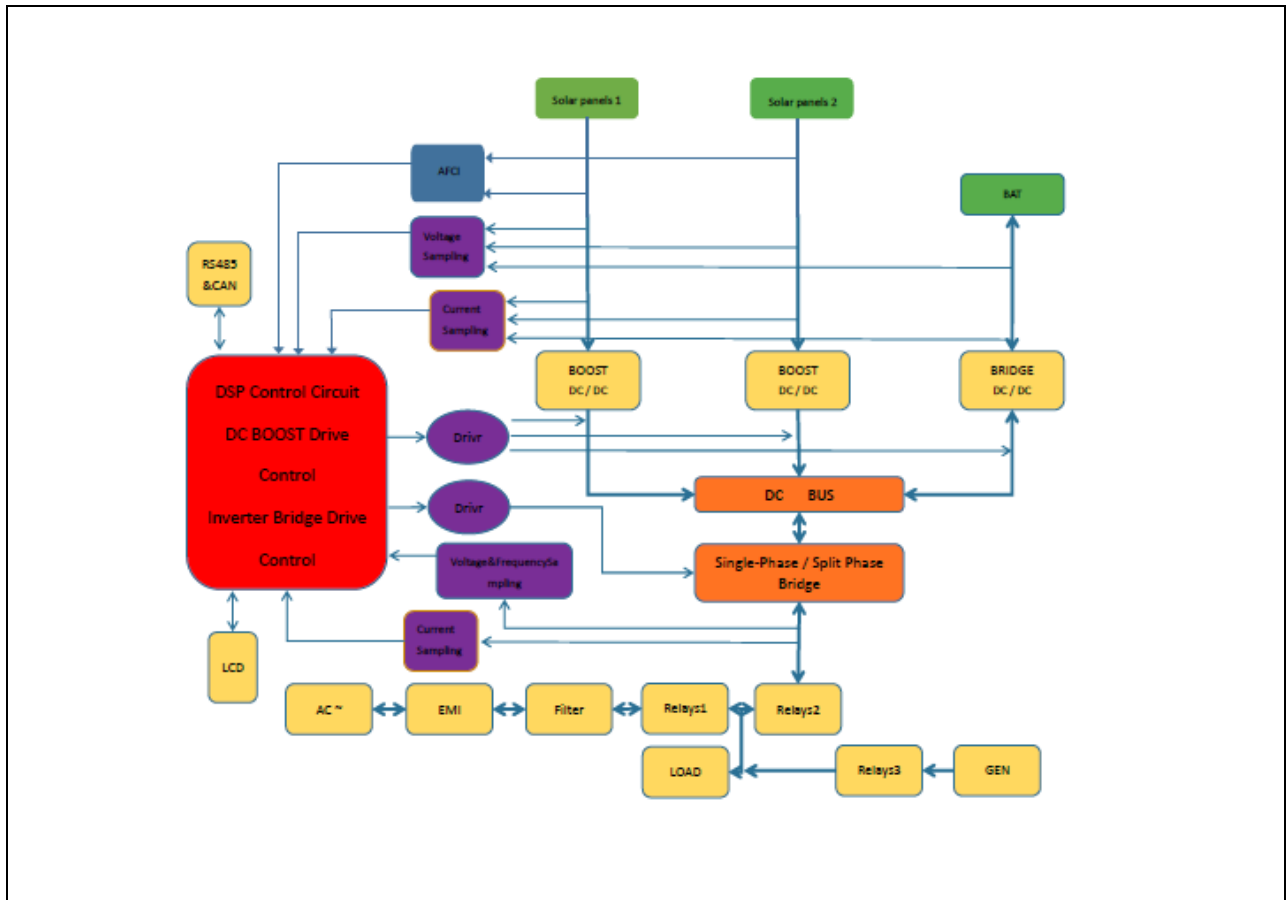 Solar panels 1
Solar panels 2
AFCI
BAT
Voltage
Sampling
RS485
&CAN
Current
Sampling
BOOST
DC / DC
BOOST
DC / DC
BRIDGE
DC / DC
DSP Control Circuit
DC BOOST Drive
Control
Inverter Bridge Drive
Control
Drivr
Drivr
DC BUS
Voltage&FrequencySa
mpling
Single-Phase / Split Phase
Bridge
Current
Sampling
LCD
AC ~
EMI
Filter
Relays1
Relays2
LOAD
Relays3
GEN